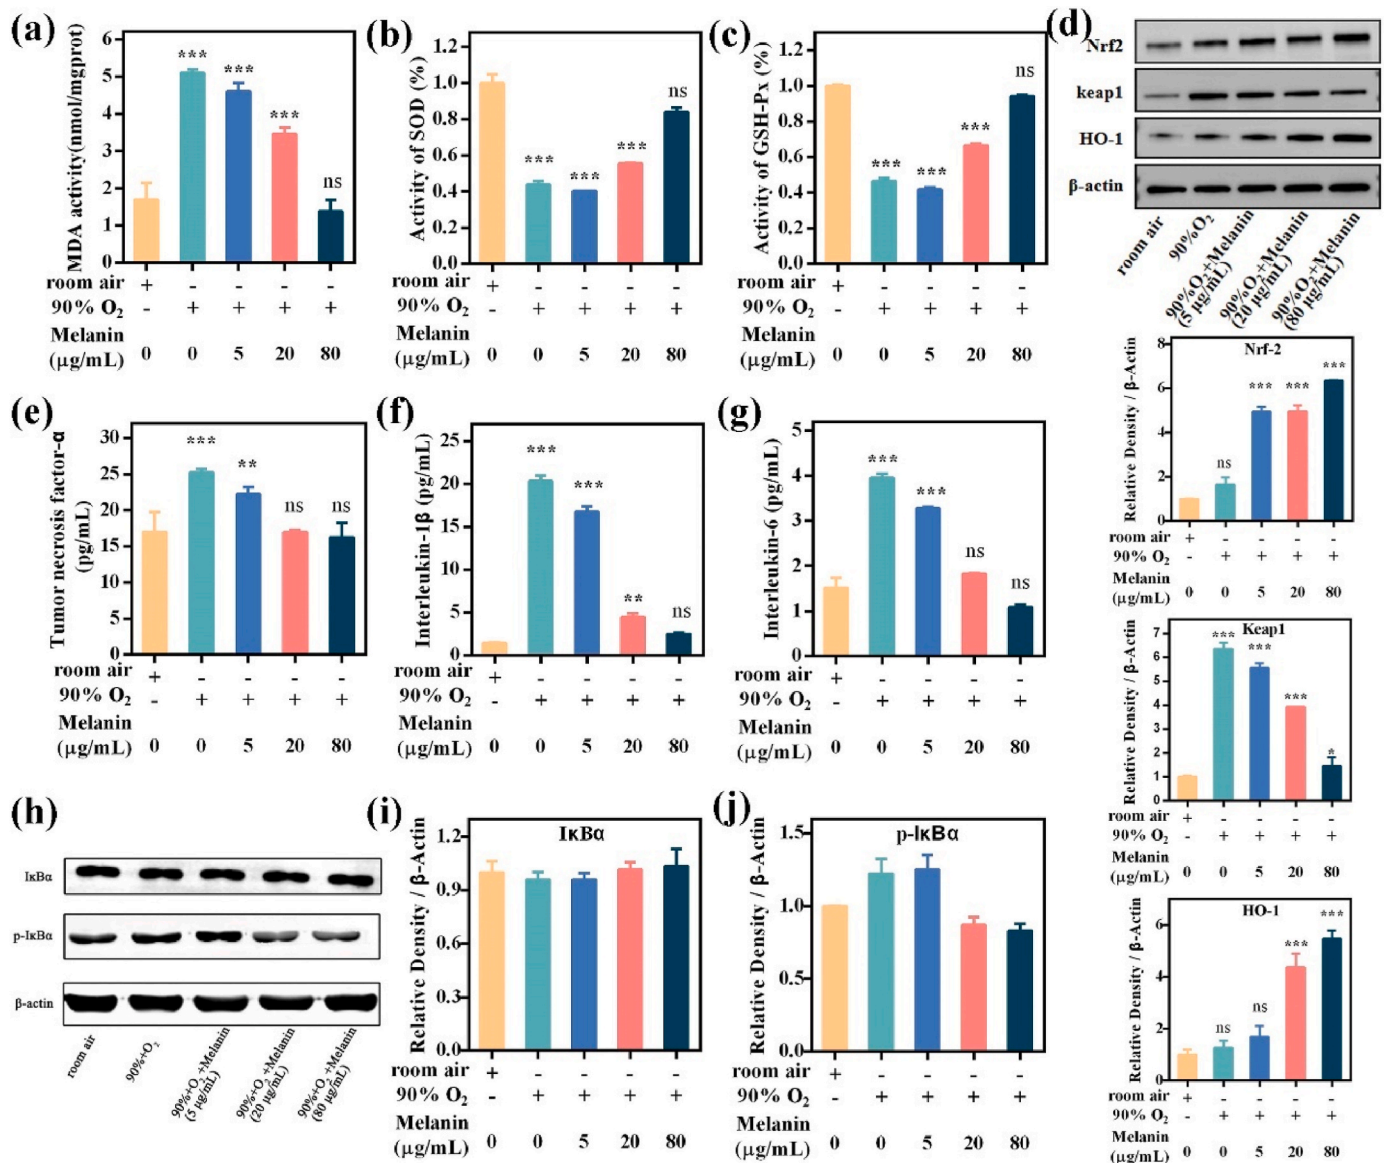 (a)
MDA activity(nmol/mgprot)
6
5
4
3
2
1
0
***
***
***
ns
room air + - - - -
90% O2 - + + + +
Melanin
(μg/mL) 0 0 5 20 80
(b)
Activity of SOD (%)
1.2
1.0
0.8
0.6
0.4
0.2
0.0
***
***
***
ns
room air + - - - -
90% O2 - + + + +
Melanin
(μg/mL) 0 0 5 20 80
(c)
Activity of GSH-Px (%)
1.2
1.0
0.8
0.6
0.4
0.2
0.0
***
***
***
ns
room air + - - - -
90% O2 - + + + +
Melanin
(μg/mL) 0 0 5 20 80
(d)
Nrf2
keap1
HO-1
β-actin
room air
90%O2
90%O2+Melanin
(5 μg/mL)
90%O2+Melanin
(20 μg/mL)
90%O2+Melanin
(80 μg/mL)
Nrf-2
Relative Density / β-Actin
8
6
4
2
0
ns
***
***
***
room air + - - - -
90% O2 - + + + +
Melanin
(μg/mL) 0 0 5 20 80
Keap1
Relative Density / β-Actin
7
6
5
4
3
2
1
0
***
***
***
*
room air + - - - -
90% O2 - + + + +
Melanin
(μg/mL) 0 0 5 20 80
HO-1
Relative Density / β-Actin
6
4
2
0
ns
ns
***
***
room air + - - - -
90% O2 - + + + +
Melanin
(μg/mL) 0 0 5 20 80
(e)
Tumor necrosis factor-α
(pg/mL)
30
25
20
15
10
5
0
***
**
ns
ns
room air + - - - -
90% O2 - + + + +
Melanin
(μg/mL) 0 0 5 20 80
(f)
Interleukin-1β (pg/mL)
25
20
15
10
5
0
***
***
**
ns
room air + - - - -
90% O2 - + + + +
Melanin
(μg/mL) 0 0 5 20 80
(g)
Interleukin-6 (pg/mL)
5
4
3
2
1
0
***
***
ns
ns
room air + - - - -
90% O2 - + + + +
Melanin
(μg/mL) 0 0 5 20 80
(h)
IκBα
p-IκBα
β-actin
room air
90%+O2
90%+O2+Melanin
(5 μg/mL)
90%+O2+Melanin
(20 μg/mL)
90%+O2+Melanin
(80 μg/mL)
(i)
IκBα
Relative Density / β-Actin
1.2
0.9
0.6
0.3
0.0
room air + - - - -
90% O2 - + + + +
Melanin
(μg/mL) 0 0 5 20 80
(j)
p-IκBα
Relative Density / β-Actin
1.5
1.0
0.5
0.0
room air + - - - -
90% O2 - + + + +
Melanin
(μg/mL) 0 0 5 20 80